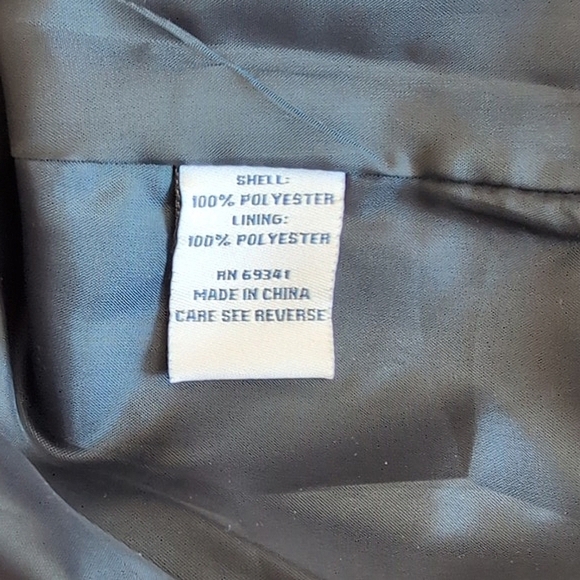 SHELL:
100% POLYESTER
LINING:
100% POLYESTER
RN 69341
MADE IN CHINA
CARE SEE REVERSE